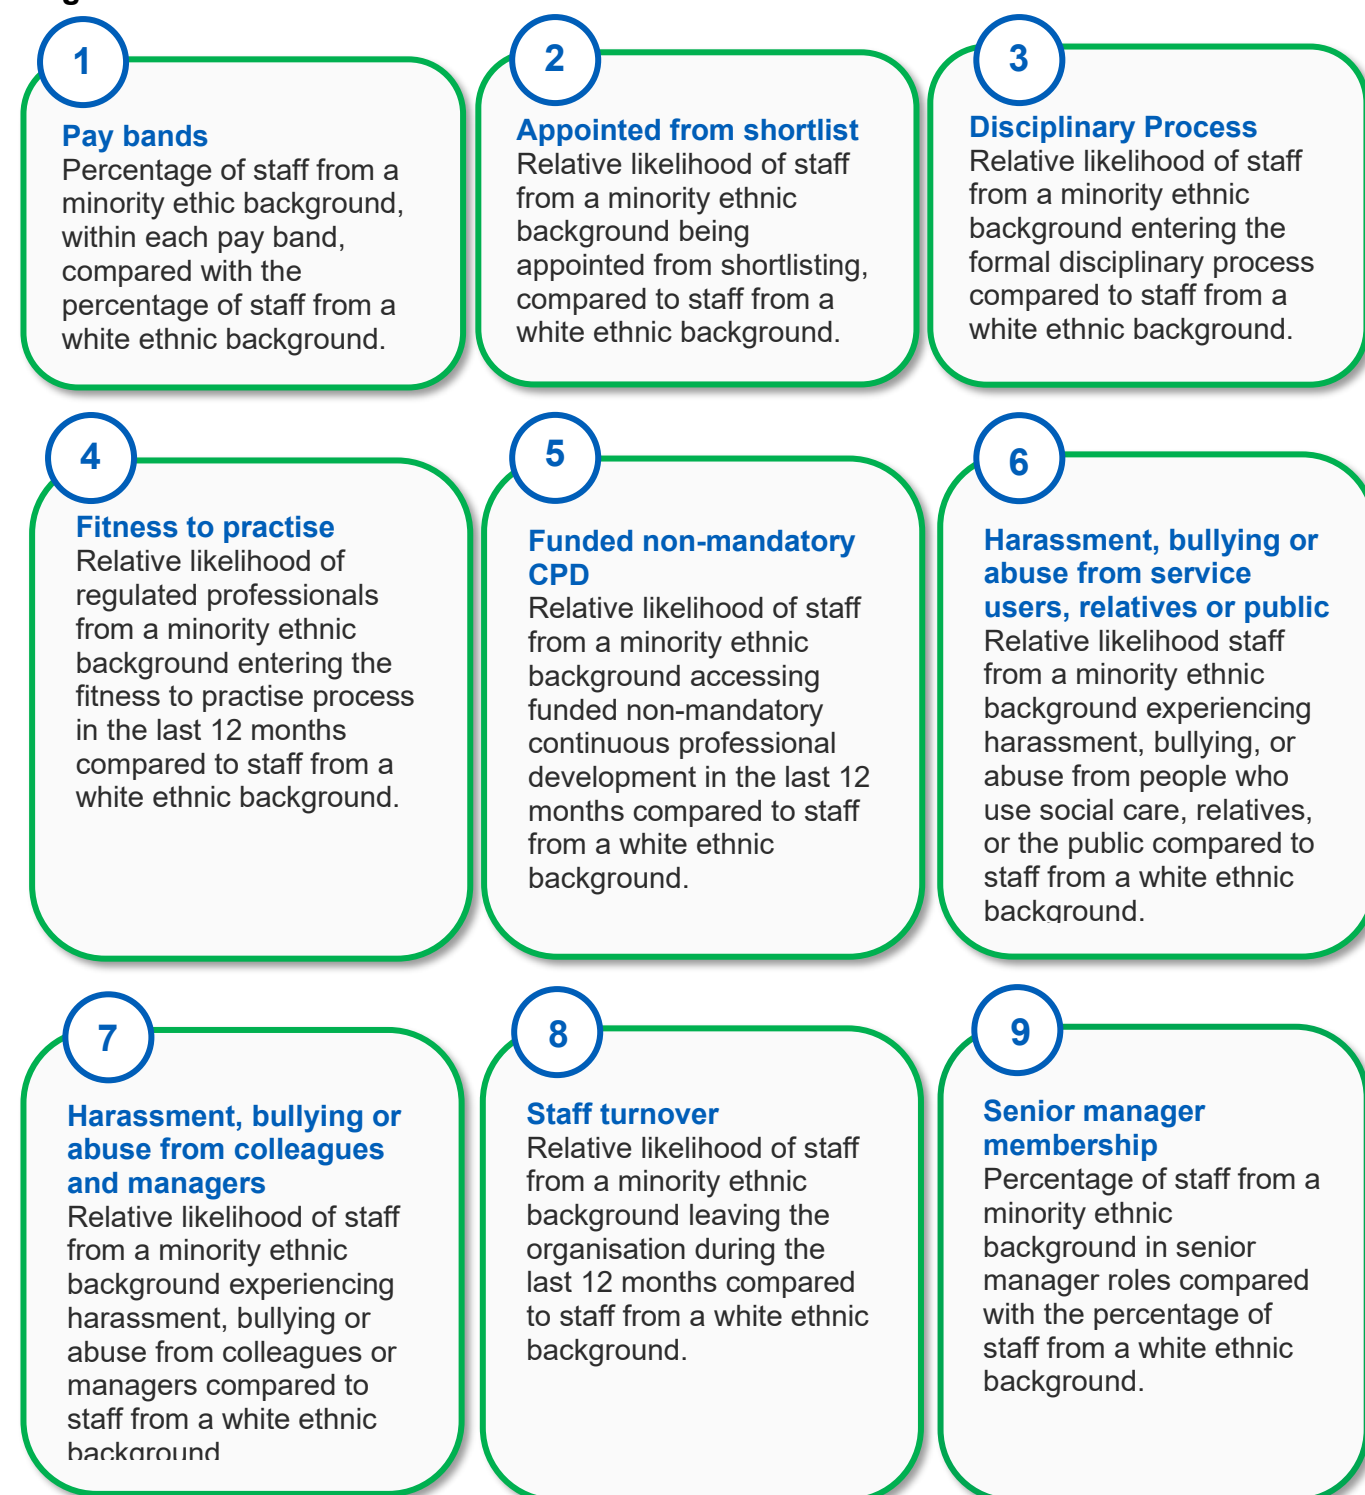 1
Pay bands
Percentage of staff from a
minority ethic background,
within each pay band,
compared with the
percentage of staff from a
white ethnic background.
2
Appointed from shortlist
Relative likelihood of staff
from a minority ethnic
background being
appointed from shortlisting,
compared to staff from a
white ethnic background.
3
Disciplinary Process
Relative likelihood of staff
from a minority ethnic
background entering the
formal disciplinary process
compared to staff from a
white ethnic background.
4
Fitness to practise
Relative likelihood of
regulated professionals
from a minority ethnic
background entering the
fitness to practise process
in the last 12 months
compared to staff from a
white ethnic background.
5
Funded non-mandatory
CPD
Relative likelihood of staff
from a minority ethnic
background accessing
funded non-mandatory
continuous professional
development in the last 12
months compared to staff
from a white ethnic
background.
6
Harassment, bullying or
abuse from service
users, relatives or public
Relative likelihood staff
from a minority ethnic
background experiencing
harassment, bullying, or
abuse from people who
use social care, relatives,
or the public compared to
staff from a white ethnic
background.
7
Harassment, bullying or
abuse from colleagues
and managers
Relative likelihood of staff
from a minority ethnic
background experiencing
harassment, bullying or
abuse from colleagues or
managers compared to
staff from a white ethnic
background
8
Staff turnover
Relative likelihood of staff
from a minority ethnic
background leaving the
organisation during the
last 12 months compared
to staff from a white ethnic
background.
9
Senior manager
membership
Percentage of staff from a
minority ethnic
background in senior
manager roles compared
with the percentage of
staff from a white ethnic
background.